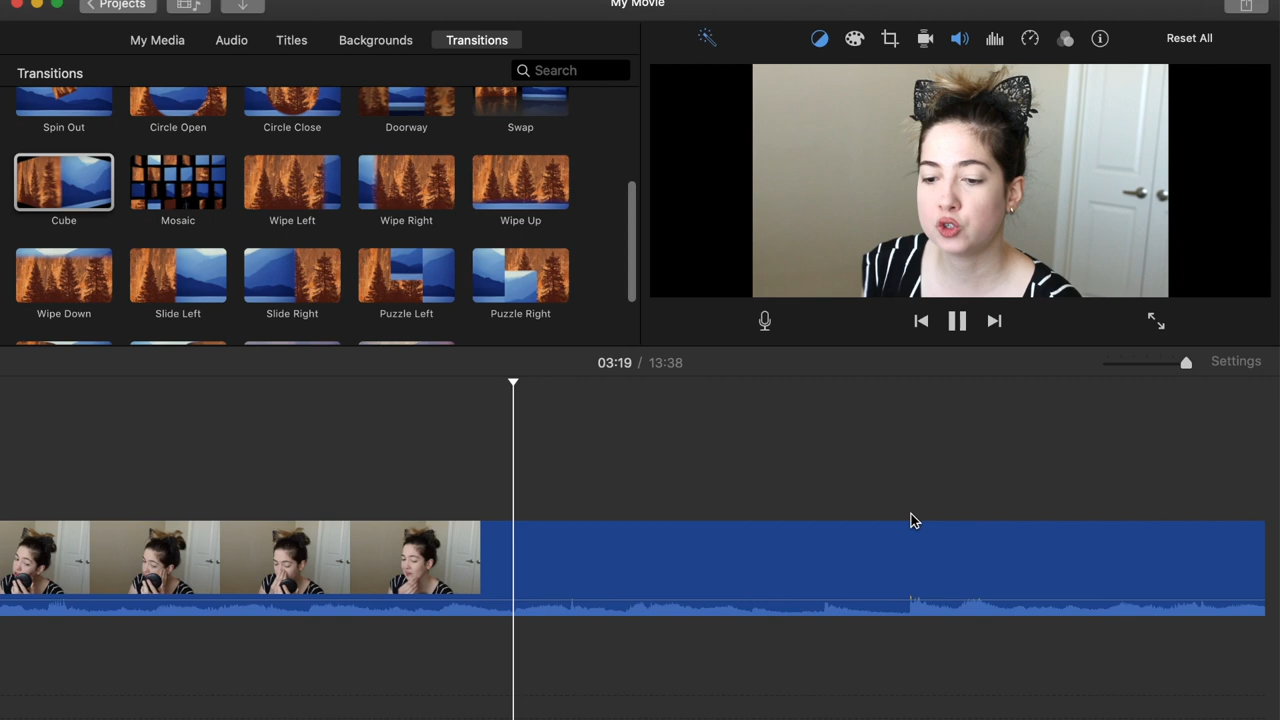 Projects
My Movie
My Media Audio Titles Backgrounds Transitions
Reset All
Transitions
Search
Spin Out Circle Open Circle Close Doorway Swap
Cube Mosaic Wipe Left Wipe Right Wipe Up
Wipe Down Slide Left Slide Right Puzzle Left Puzzle Right
03:19 / 13:38
Settings